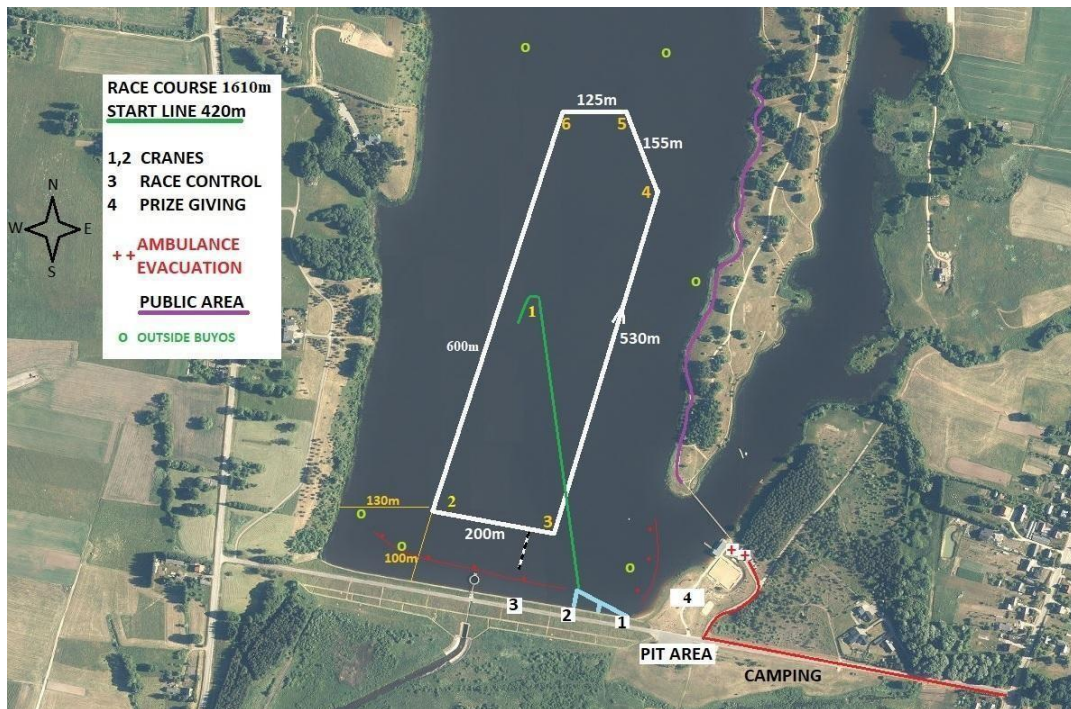 RACE COURSE 1610m
START LINE 420m
1,2 CRANES
3 RACE CONTROL
4 PRIZE GIVING
++ AMBULANCE
EVACUATION
PUBLIC AREA
o OUTSIDE BUYOS
N
W E
S
o
o
125m
6 5
155m
4
o
1
600m
530m
130m
2
o
200m
3
100m
o
o
++
3
2
1
4
PIT AREA
CAMPING